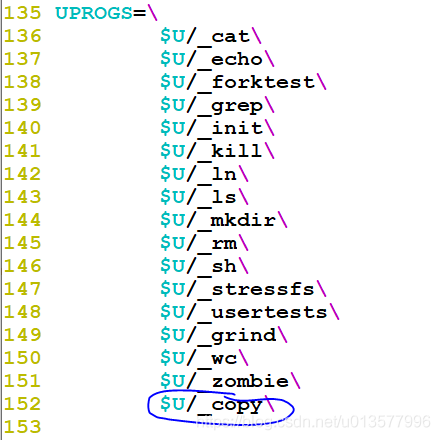 135 UPROGS=\
136 $U/_cat\
137 $U/_echo\
138 $U/_forktest\
139 $U/_grep\
140 $U/_init\
141 $U/_kill\
142 $U/_ln\
143 $U/_ls\
144 $U/_mkdir\
145 $U/_rm\
146 $U/_sh\
147 $U/_stressfs\
148 $U/_usertests\
149 $U/_grind\
150 $U/_wc\
151 $U/_zombie\
152 $U/_copy\
https://blog.csdn.net/u013577996
153